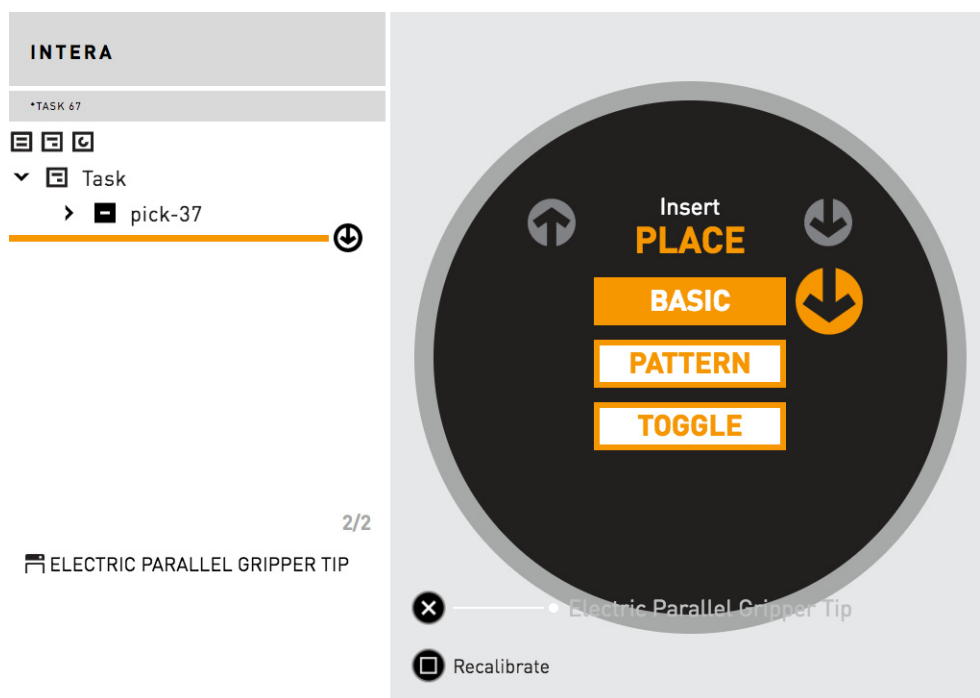 INTERA
*TASK 67
Task
pick-37
2/2
ELECTRIC PARALLEL GRIPPER TIP
Insert
PLACE
BASIC
PATTERN
TOGGLE
Electric Parallel Gripper Tip
Recalibrate